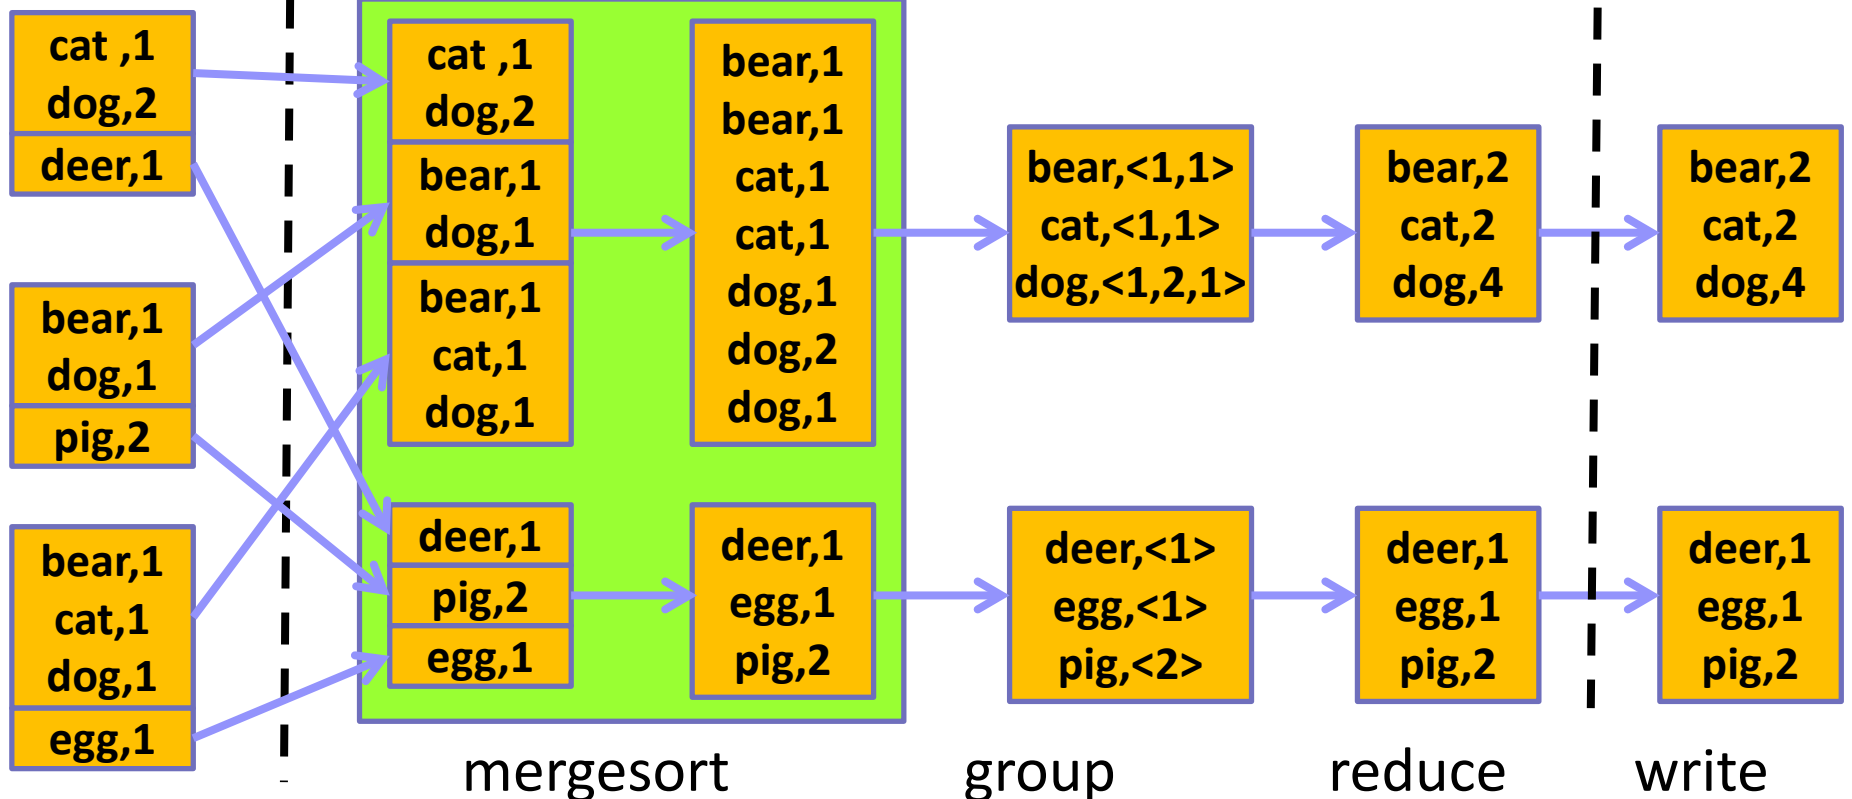 cat ,1
dog,2
deer,1
bear,1
dog,1
pig,2
bear,1
cat,1
dog,1
egg,1
cat ,1
dog,2
bear,1
dog,1
bear,1
cat,1
dog,1
deer,1
pig,2
egg,1
bear,1
bear,1
cat,1
cat,1
dog,1
dog,2
dog,1
deer,1
egg,1
pig,2
bear,<1,1>
cat,<1,1>
dog,<1,2,1>
deer,<1>
egg,<1>
pig,<2>
bear,2
cat,2
dog,4
deer,1
egg,1
pig,2
bear,2
cat,2
dog,4
deer,1
egg,1
pig,2
mergesort
group
reduce
write